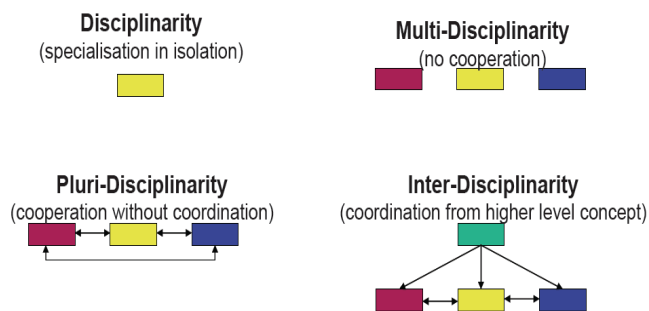 Disciplinarity
(specialisation in isolation)
Multi-Disciplinarity
(no cooperation)
Pluri-Disciplinarity
(cooperation without coordination)
Inter-Disciplinarity
(coordination from higher level concept)